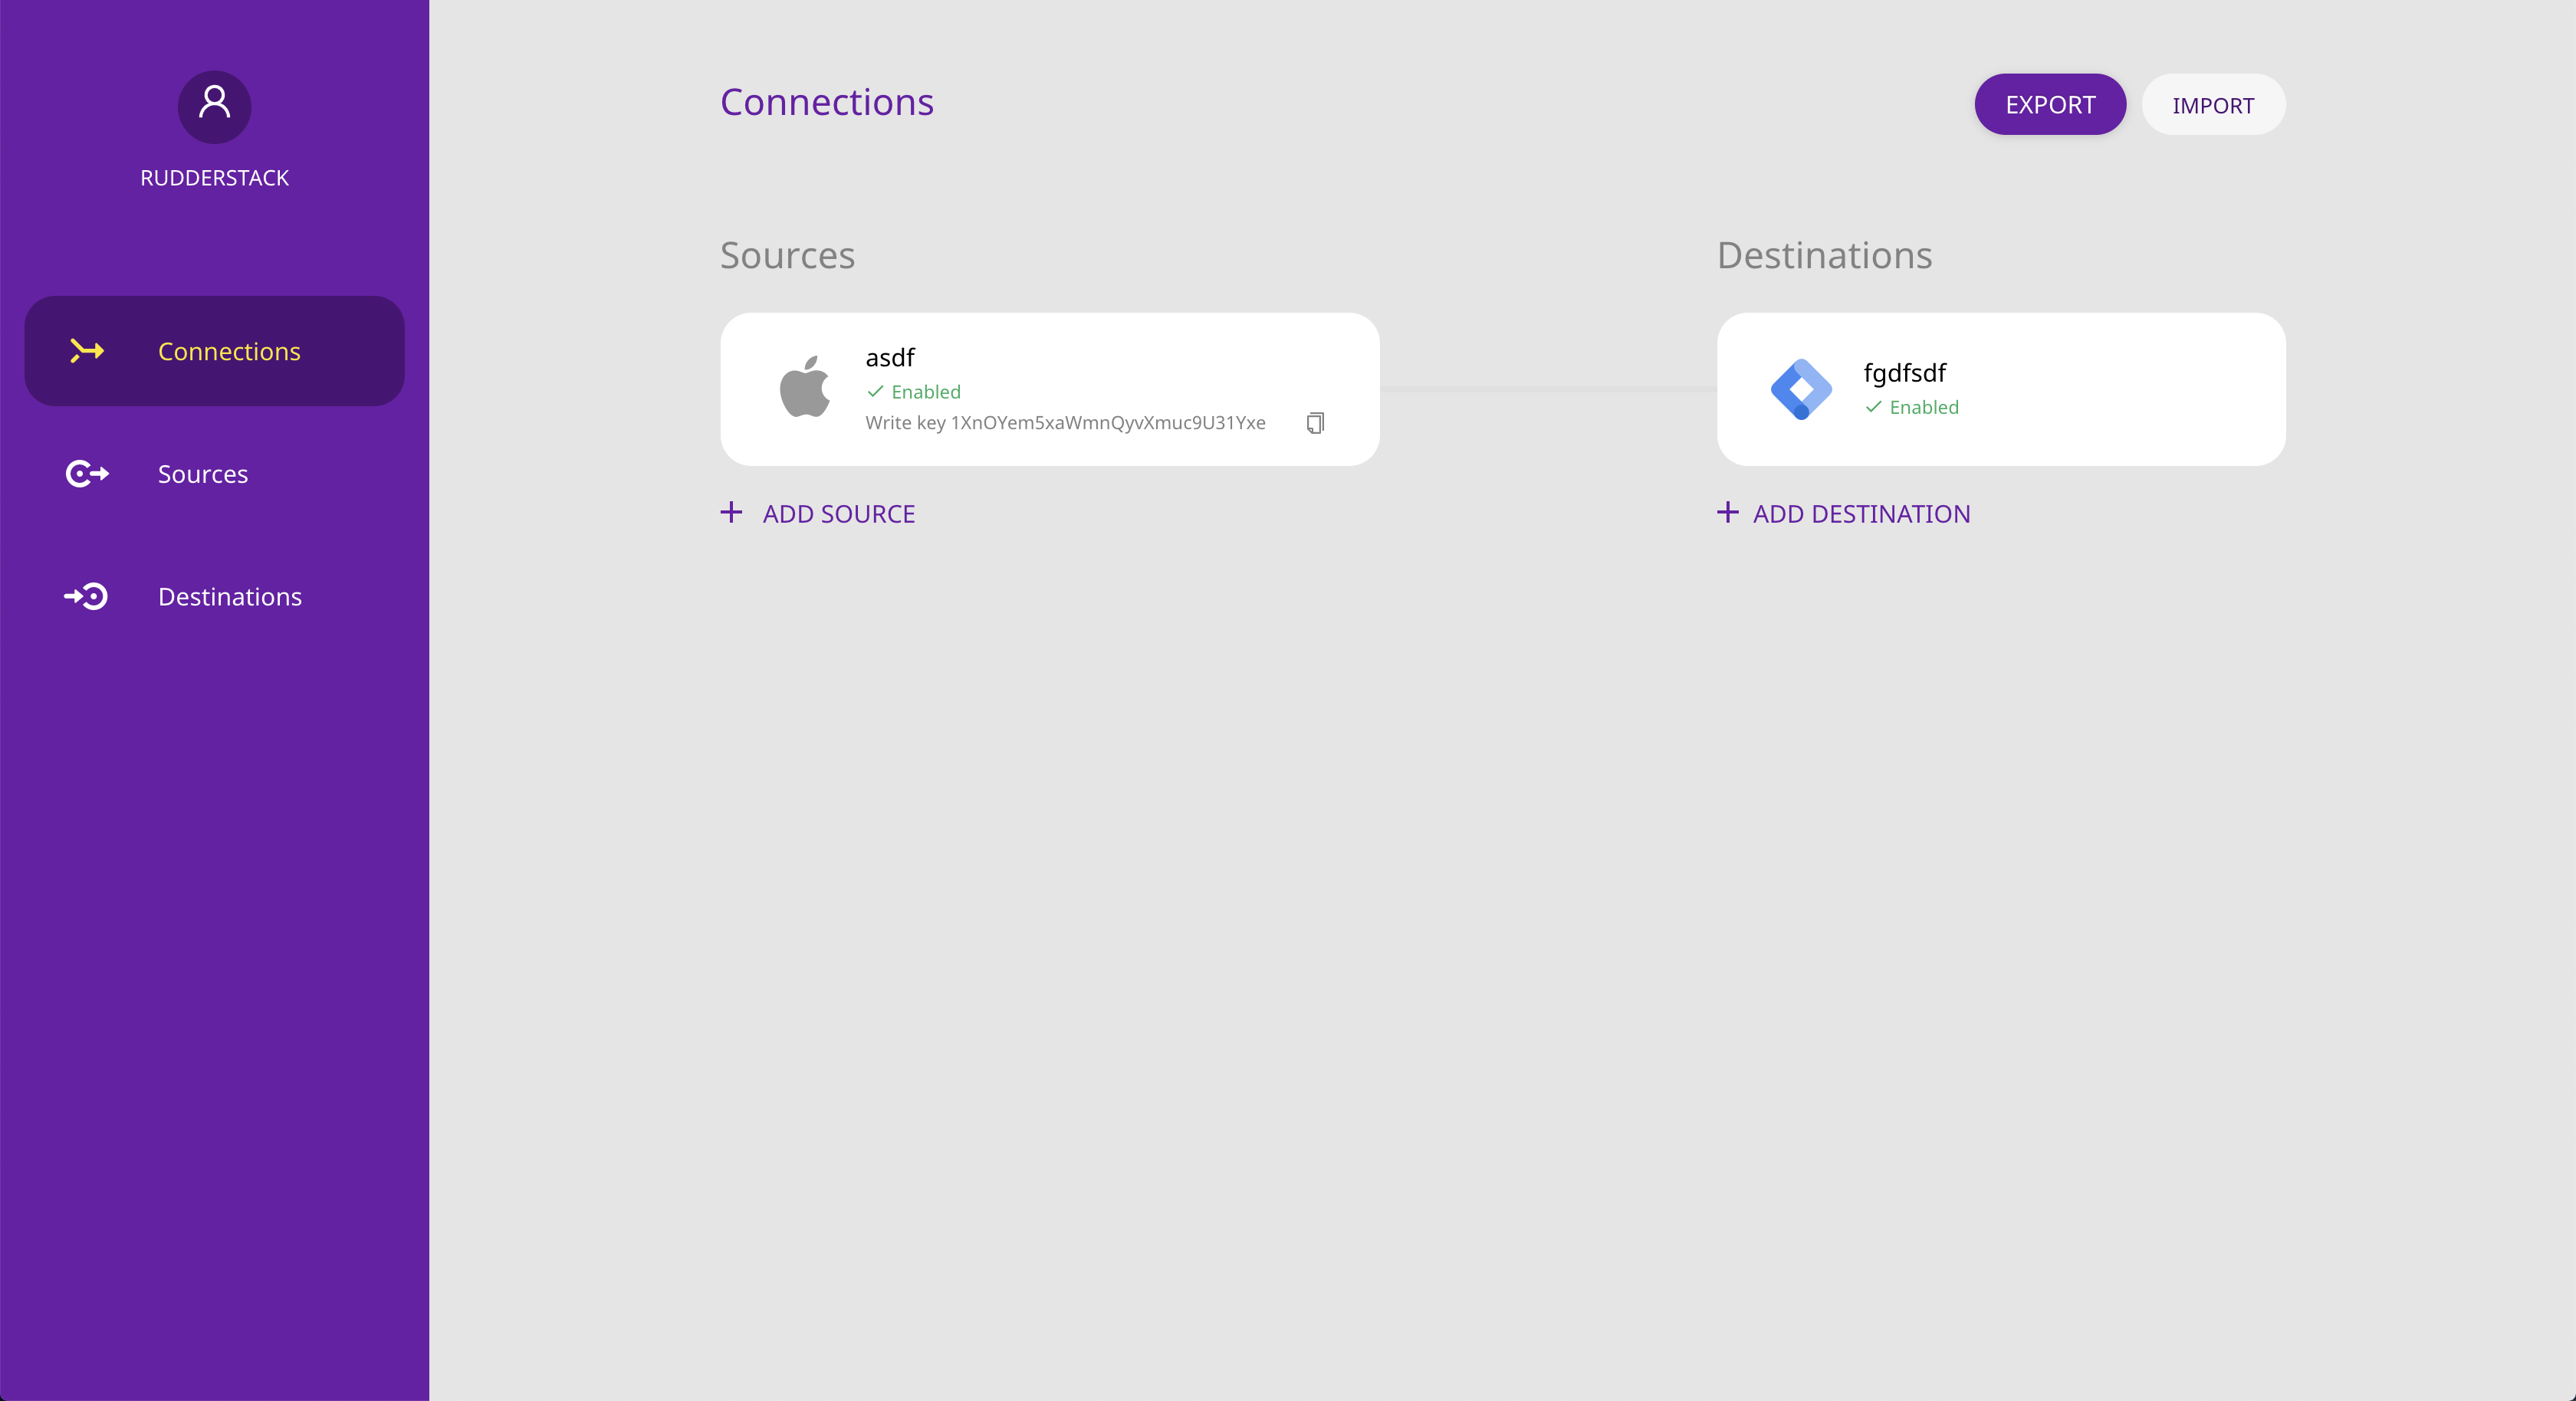 RUDDERSTACK
Connections
Sources
Destinations
Connections
EXPORT
IMPORT
Sources
asdf
Enabled
Write key 1XnOYem5xaWmnQyvXmuc9U31Yxe
ADD SOURCE
Destinations
fgdfsdf
Enabled
ADD DESTINATION